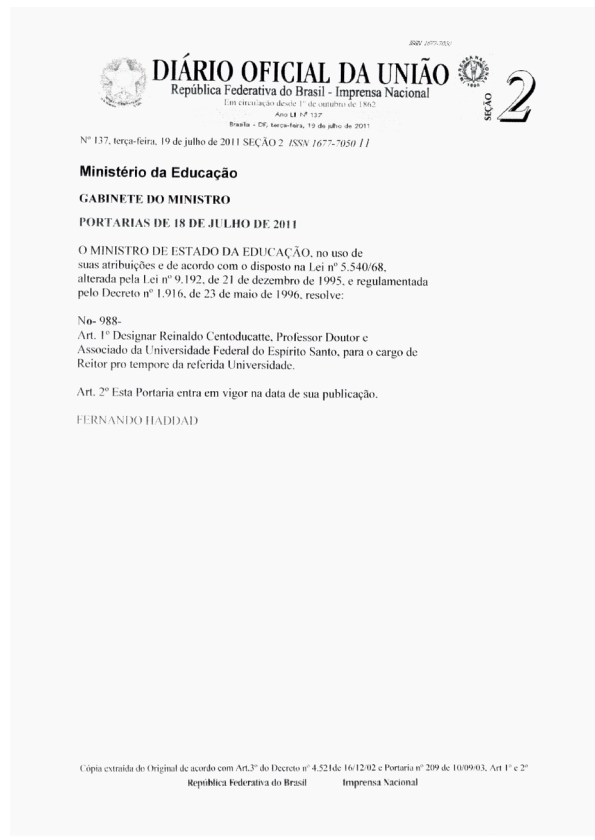 ISSN 1677-7050
DIÁRIO OFICIAL DA UNIÃO
República Federativa do Brasil - Imprensa Nacional
Em circulação desde 1º de outubro de 1862
Ano LI Nº 137
Brasília - DF, terça-feira, 19 de julho de 2011
SEÇÃO 2
Nº 137, terça-feira, 19 de julho de 2011 SEÇÃO 2 ISSN 1677-7050 11
Ministério da Educação
GABINETE DO MINISTRO
PORTARIAS DE 18 DE JULHO DE 2011
O MINISTRO DE ESTADO DA EDUCAÇÃO, no uso de
suas atribuições e de acordo com o disposto na Lei nº 5.540/68,
alterada pela Lei nº 9.192, de 21 de dezembro de 1995, e regulamentada
pelo Decreto nº 1.916, de 23 de maio de 1996, resolve:
No- 988-
Art. 1º Designar Reinaldo Centoducatte, Professor Doutor e
Associado da Universidade Federal do Espírito Santo, para o cargo de
Reitor pro tempore da referida Universidade.
Art. 2º Esta Portaria entra em vigor na data de sua publicação.
FERNANDO HADDAD
Cópia extraída do Original de acordo com Art.3º do Decreto nº 4.521de 16/12/02 e Portaria nº 209 de 10/09/03, Art 1º e 2º
República Federativa do Brasil Imprensa Nacional